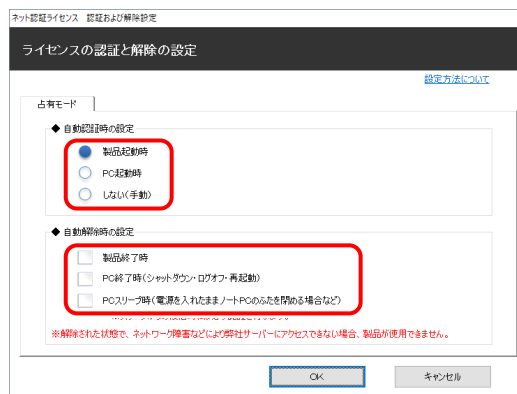 ネット認証ライセンス 認証および解除設定
ライセンスの認証と解除の設定
設定方法について
占有モード
◆ 自動認証時の設定
製品起動時
PC起動時
しない(手動)
◆ 自動解除時の設定
製品終了時
PC終了時(シャットダウン・ログオフ・再起動)
PCスリープ時(電源を入れたままノートPCのふたを閉める場合など)
※解除された状態で、ネットワーク障害などにより弊社サーバーにアクセスできない場合、製品が使用できません。
OK
キャンセル